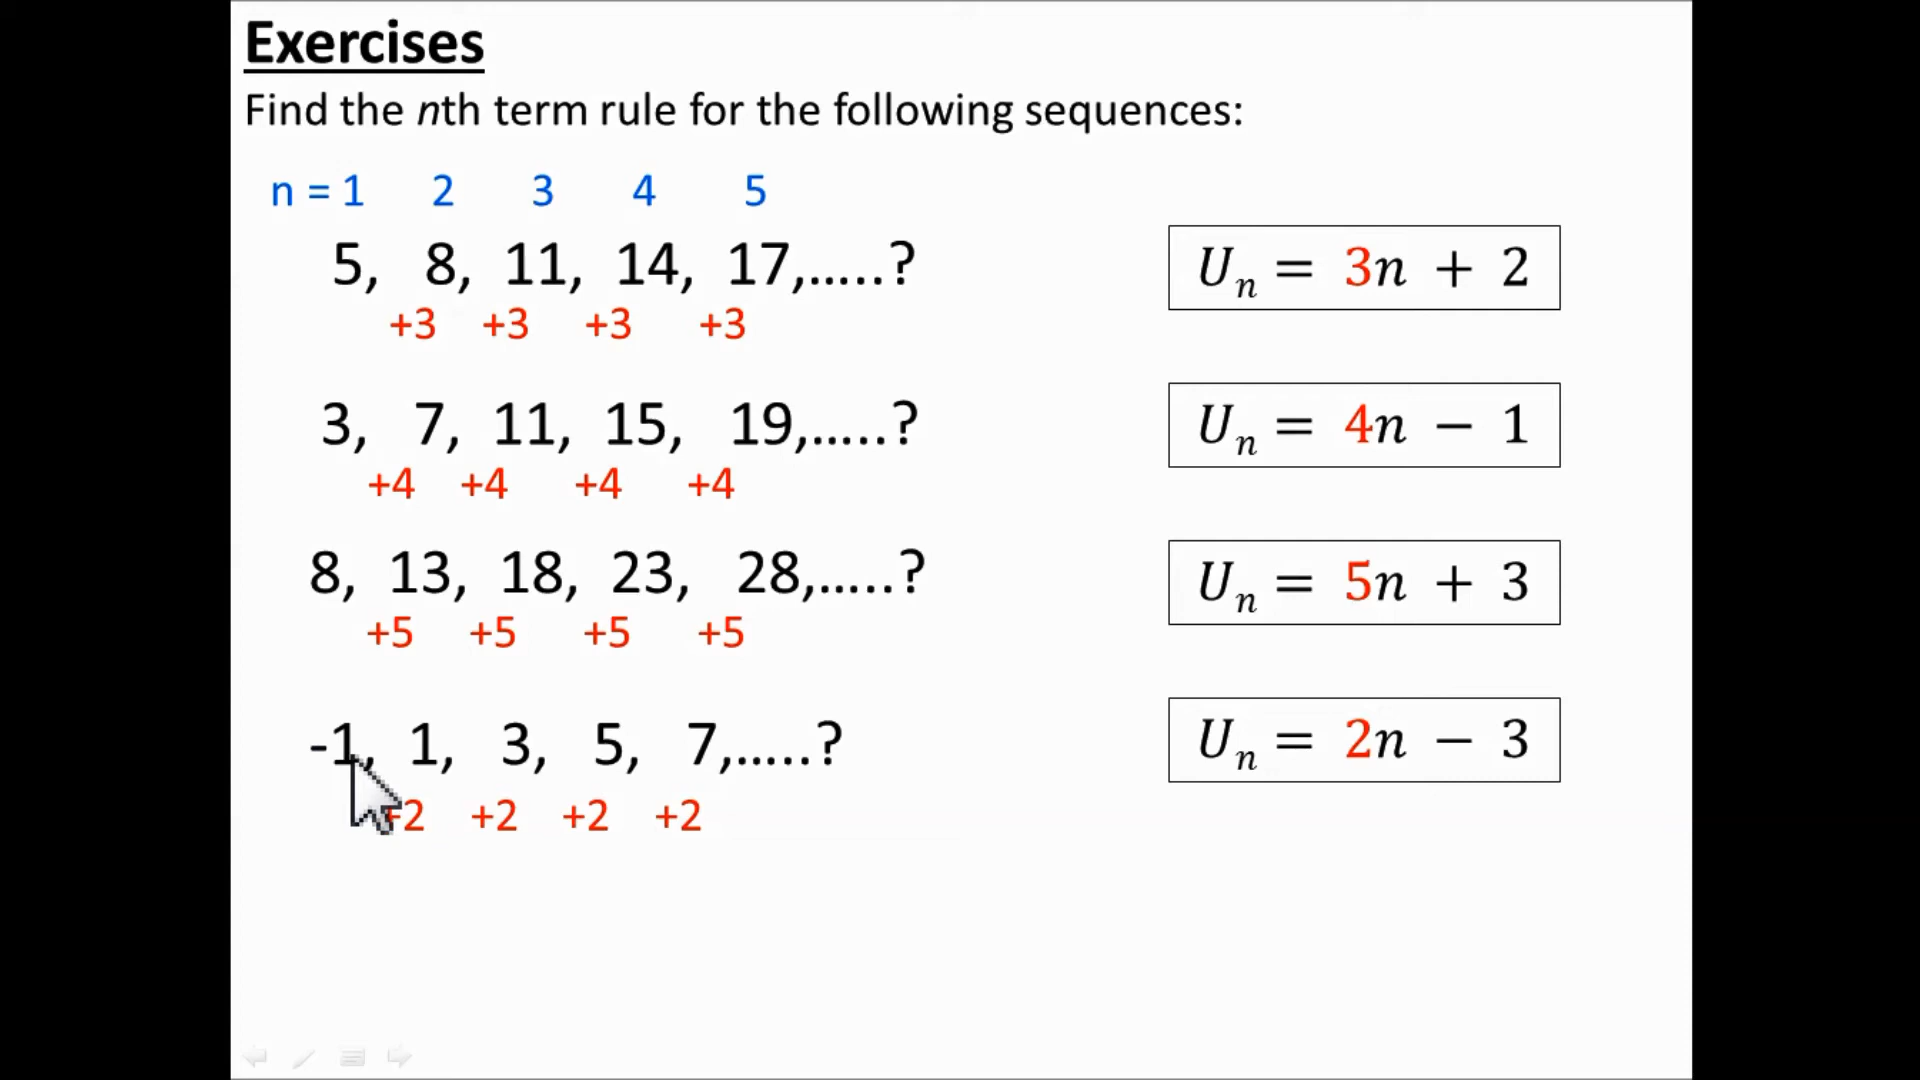 Exercises
Find the nth term rule for the following sequences:
n = 1 2 3 4 5
5, 8, 11, 14, 17,.....?
+3 +3 +3 +3
Uₙ = 3n + 2
3, 7, 11, 15, 19,.....?
+4 +4 +4 +4
Uₙ = 4n − 1
8, 13, 18, 23, 28,.....?
+5 +5 +5 +5
Uₙ = 5n + 3
-1, 1, 3, 5, 7,.....?
+2 +2 +2 +2
Uₙ = 2n − 3